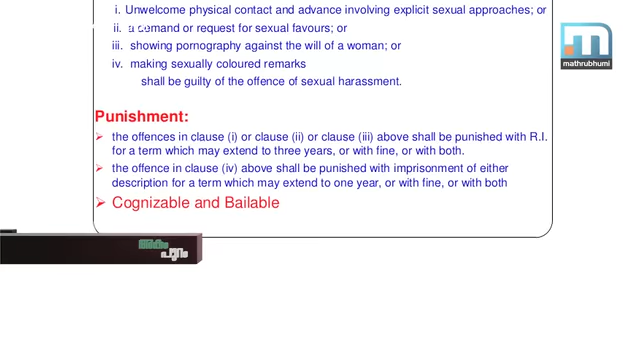 i. Unwelcome physical contact and advance involving explicit sexual approaches; or
ii. a demand or request for sexual favours; or
iii. showing pornography against the will of a woman; or
iv. making sexually coloured remarks
shall be guilty of the offence of sexual harassment.
Punishment:
➢ the offences in clause (i) or clause (ii) or clause (iii) above shall be punished with R.I.
for a term which may extend to three years, or with fine, or with both.
➢ the offence in clause (iv) above shall be punished with imprisonment of either
description for a term which may extend to one year, or with fine, or with both
➢ Cognizable and Bailable
mathrubhumi